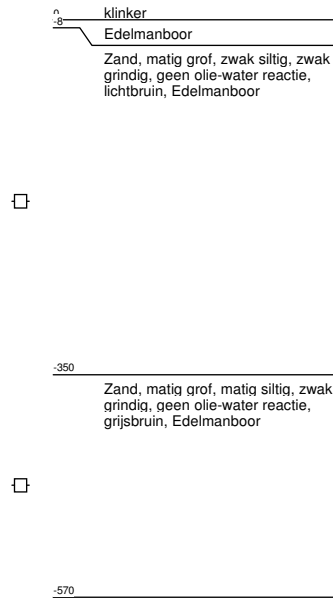 0 klinker
-8
Edelmanboor
Zand, matig grof, zwak siltig, zwak
grindig, geen olie-water reactie,
lichtbruin, Edelmanboor
-350
Zand, matig grof, matig siltig, zwak
grindig, geen olie-water reactie,
grijsbruin, Edelmanboor
-570